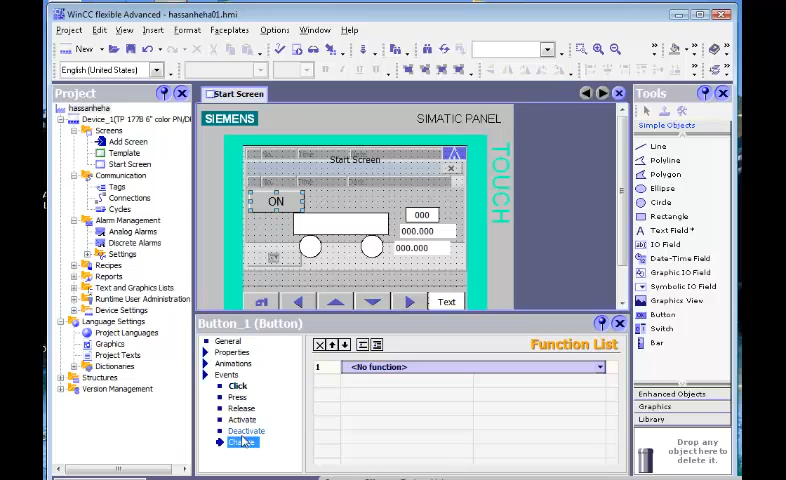 WinCC flexible Advanced - hassanheha01.hmi
Project Edit View Insert Format Faceplates Options Window Help
New
English (United States)
Project
Start Screen
Tools
hassanheha
Device_1(TP 177B 6" color PN/D
Screens
Add Screen
Template
Start Screen
Communication
Tags
Connections
Cycles
Alarm Management
Analog Alarms
Discrete Alarms
Settings
Recipes
Reports
Text and Graphics Lists
Runtime User Administration
Device Settings
Language Settings
Project Languages
Graphics
Project Texts
Dictionaries
Structures
Version Management
SIEMENS
SIMATIC PANEL
TOUCH
Start Screen
ON
000
000.000
000.000
Text
Simple Objects
Line
Polyline
Polygon
Ellipse
Circle
Rectangle
Text Field
IO Field
Date-Time Field
Graphic IO Field
Symbolic IO Field
Graphics View
Button
Switch
Bar
Enhanced Objects
Graphics
Library
Drop any
object here to
delete it.
Button_1 (Button)
General
Properties
Animations
Events
Click
Press
Release
Activate
Deactivate
Change
Function List
1 <No function>